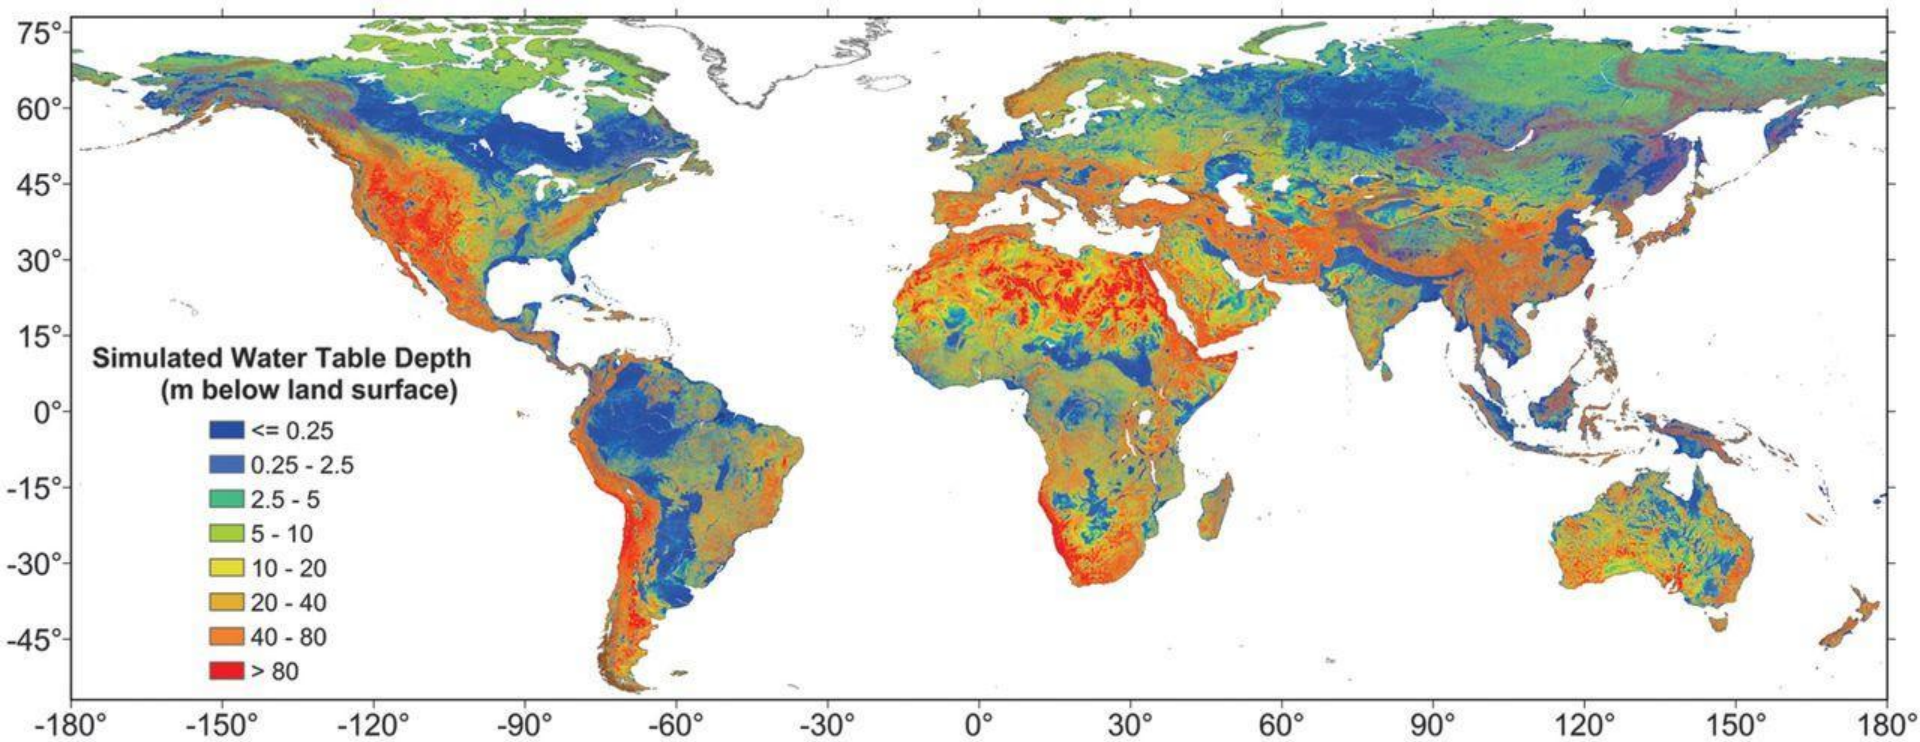 75°
60°
45°
30°
15°
0°
-15°
-30°
-45°
Simulated Water Table Depth
(m below land surface)
<= 0.25
0.25 - 2.5
2.5 - 5
5 - 10
10 - 20
20 - 40
40 - 80
> 80
-180° -150° -120° -90° -60° -30° 0° 30° 60° 90° 120° 150° 180°